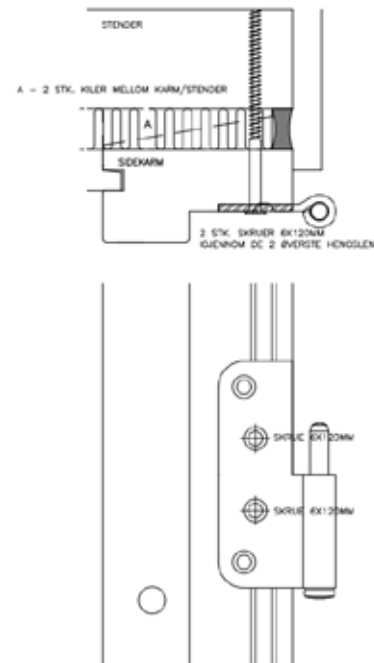 STENDER
A - 2 STK. KILER MELLOM KARM/STENDER
A
SIDEKARM
2 STK. SKRUER 6X120MM
IGJENNOM DE 2 ØVERSTE HENGSLEN
SKRUE 6X120MM
SKRUE 6X120MM